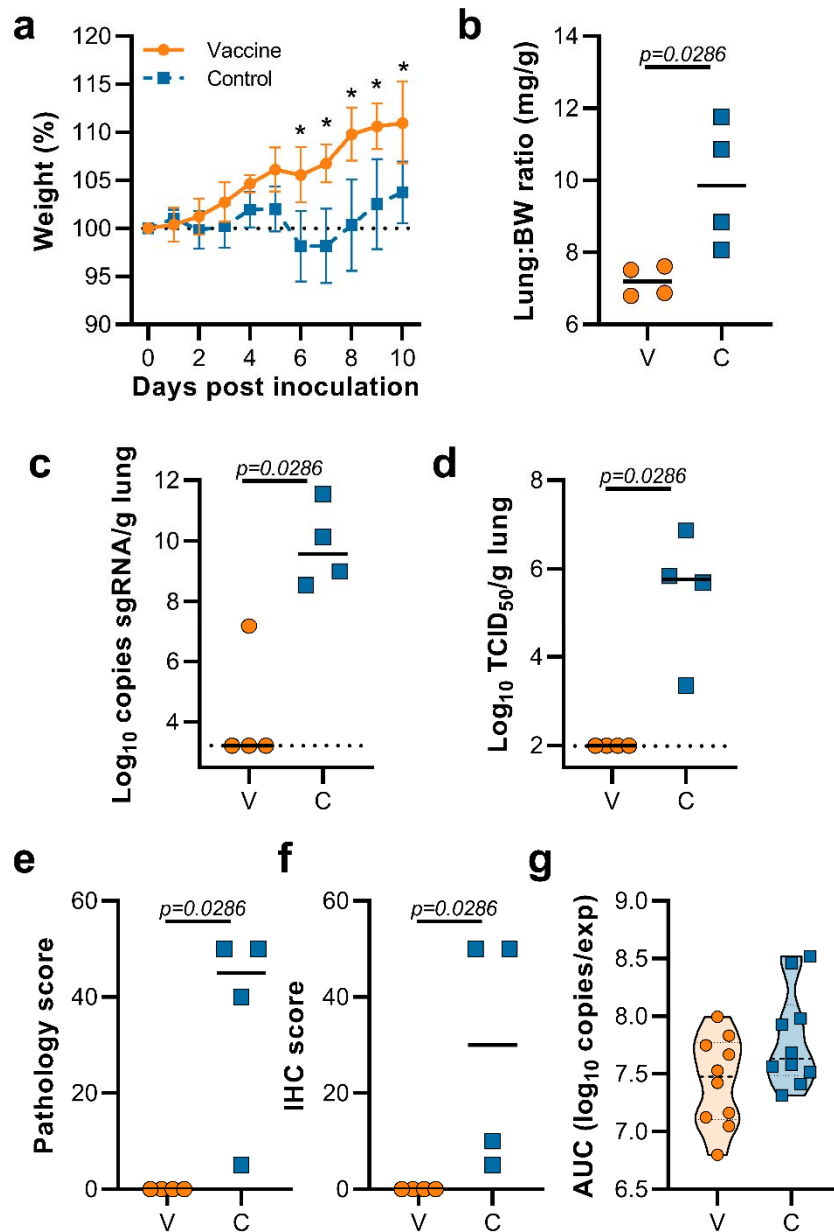 a
120
115
110
105
100
95
90
Weight (%)
Vaccine
Control
* * * * *
0 2 4 6 8 10
Days post inoculation
b
14
12
10
8
6
Lung:BW ratio (mg/g)
p=0.0286
V C
c
12
10
8
6
4
Log10 copies sgRNA/g lung
p=0.0286
V C
d
8
6
4
2
Log10 TCID50/g lung
p=0.0286
V C
e
60
40
20
0
Pathology score
p=0.0286
V C
f
60
40
20
0
IHC score
p=0.0286
V C
g
9.0
8.5
8.0
7.5
7.0
6.5
AUC (log10 copies/exp)
V C